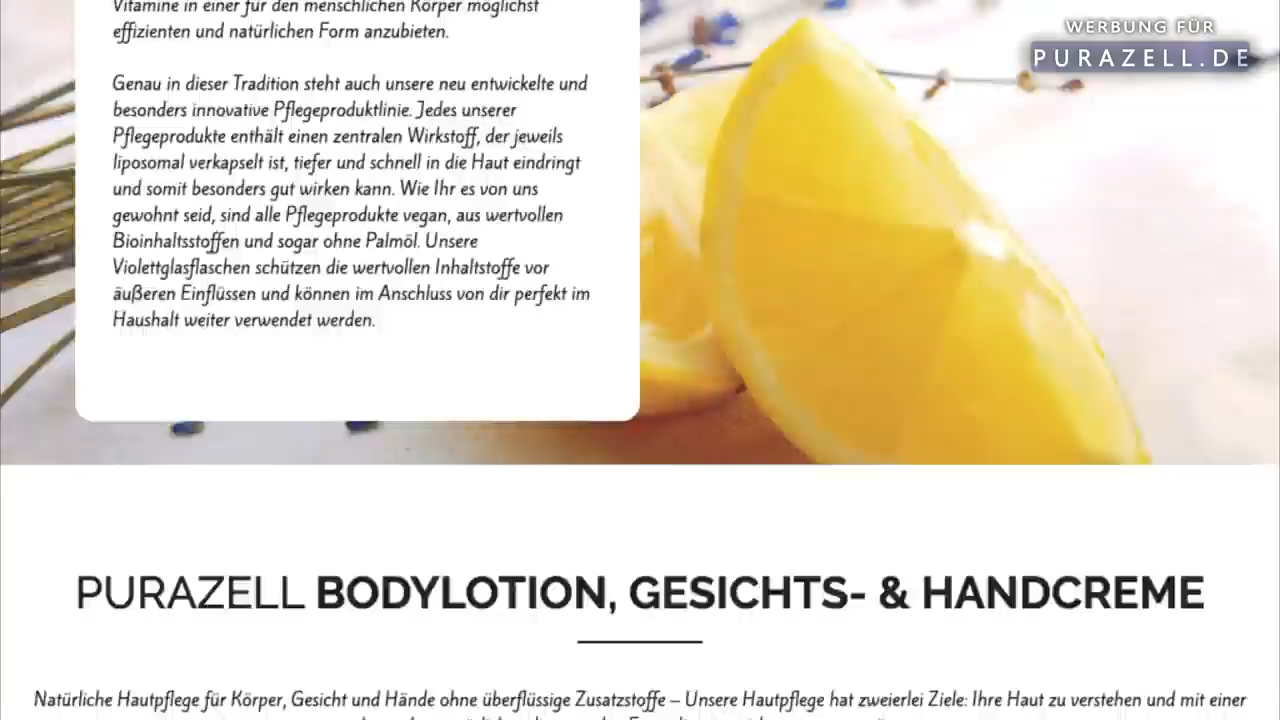 Vitamine in einer für den menschlichen Körper möglichst
effizienten und natürlichen Form anzubieten.
Genau in dieser Tradition steht auch unsere neu entwickelte und
besonders innovative Pflegeproduktlinie. Jedes unserer
Pflegeprodukte enthält einen zentralen Wirkstoff, der jeweils
liposomal verkapselt ist, tiefer und schnell in die Haut eindringt
und somit besonders gut wirken kann. Wie Ihr es von uns
gewohnt seid, sind alle Pflegeprodukte vegan, aus wertvollen
Bioinhaltsstoffen und sogar ohne Palmöl. Unsere
Violettglasflaschen schützen die wertvollen Inhaltstoffe vor
äußeren Einflüssen und können im Anschluss von dir perfekt im
Haushalt weiter verwendet werden.
WERBUNG FÜR
PURAZELL.DE
PURAZELL BODYLOTION, GESICHTS- & HANDCREME
Natürliche Hautpflege für Körper, Gesicht und Hände ohne überflüssige Zusatzstoffe – Unsere Hautpflege hat zweierlei Ziele: Ihre Haut zu verstehen und mit einer